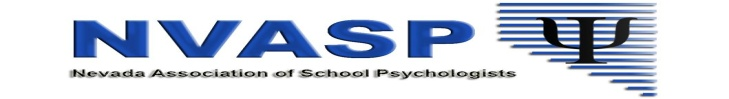 NVASP Ψ
Nevada Association of School Psychologists